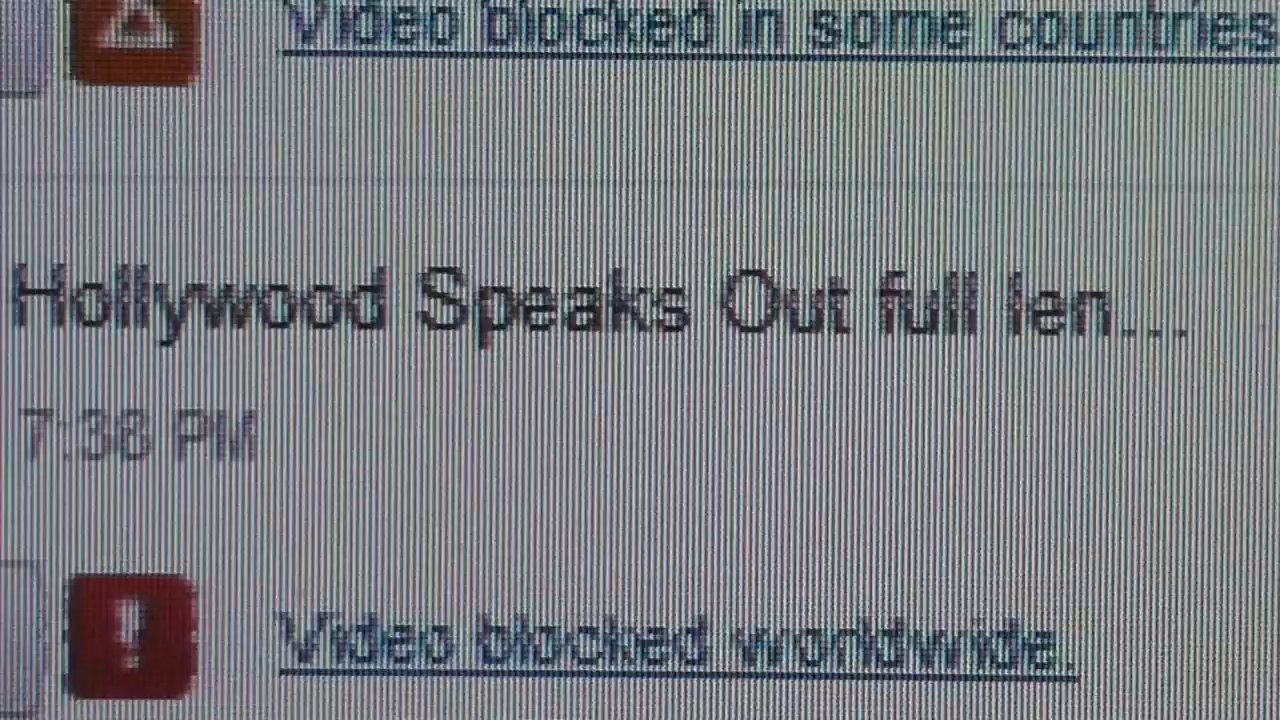 Video blocked in some countries
Hollywood Speaks Out full len...
7:38 PM
Video blocked worldwide.